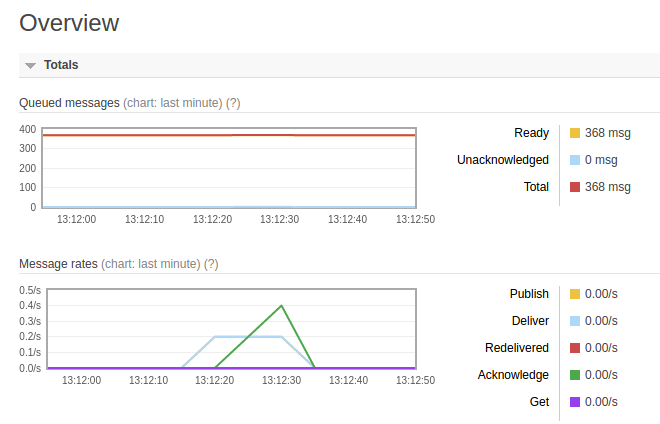 Overview
Totals
Queued messages (chart: last minute) (?)
400
300
200
100
0
13:12:00 13:12:10 13:12:20 13:12:30 13:12:40 13:12:50
Ready 368 msg
Unacknowledged 0 msg
Total 368 msg
Message rates (chart: last minute) (?)
0.5/s
0.4/s
0.3/s
0.2/s
0.1/s
0.0/s
13:12:00 13:12:10 13:12:20 13:12:30 13:12:40 13:12:50
Publish 0.00/s
Deliver 0.00/s
Redelivered 0.00/s
Acknowledge 0.00/s
Get 0.00/s